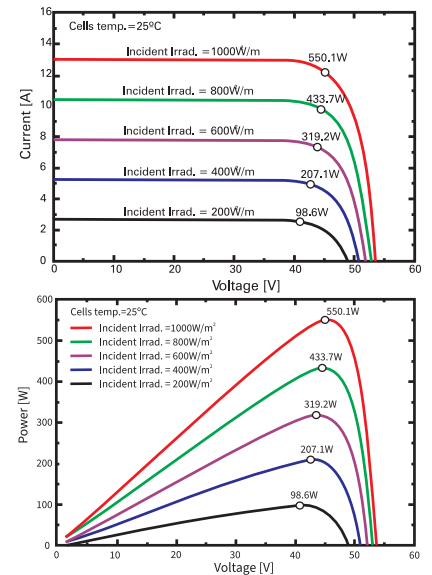 Cells temp.=25ºC
Incident Irrad. =1000W/m
550.1W
Incident Irrad. = 800W/m
433.7W
Incident Irrad. = 600W/m
319.2W
Incident Irrad. = 400W/m
207.1W
Incident Irrad. = 200W/m
98.6W
16
14
12
10
8
6
4
2
0
Current [A]
0 10 20 30 40 50 60
Voltage [V]
600
500
400
300
200
100
0
Power [W]
Cells temp.=25°C
Incident Irrad. =1000W/m²
Incident Irrad. = 800W/m²
Incident Irrad. = 600W/m²
Incident Irrad. = 400W/m²
Incident Irrad. = 200W/m²
550.1W
433.7W
319.2W
207.1W
98.6W
0 10 20 30 40 50 60
Voltage [V]